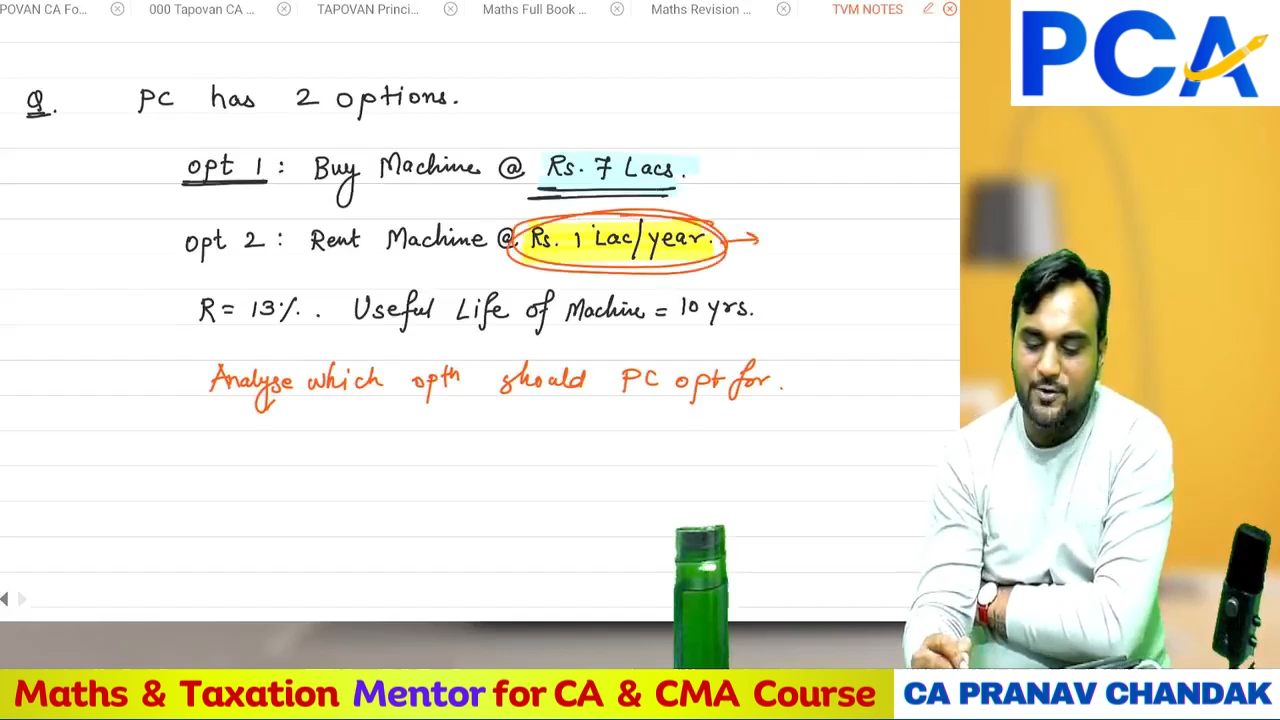 POVAN CA Fo... 000 Tapovan CA ... TAPOVAN Princi... Maths Full Book ... Maths Revision ... TVM NOTES
PCA
Q. PC has 2 options.
opt 1 : Buy Machine @ Rs. 7 Lacs.
opt 2 : Rent Machine @ Rs. 1 Lac/year.
R = 13%. Useful Life of Machine = 10 yrs.
Analyse which optn should PC opt for.
Maths & Taxation Mentor for CA & CMA Course
CA PRANAV CHANDAK